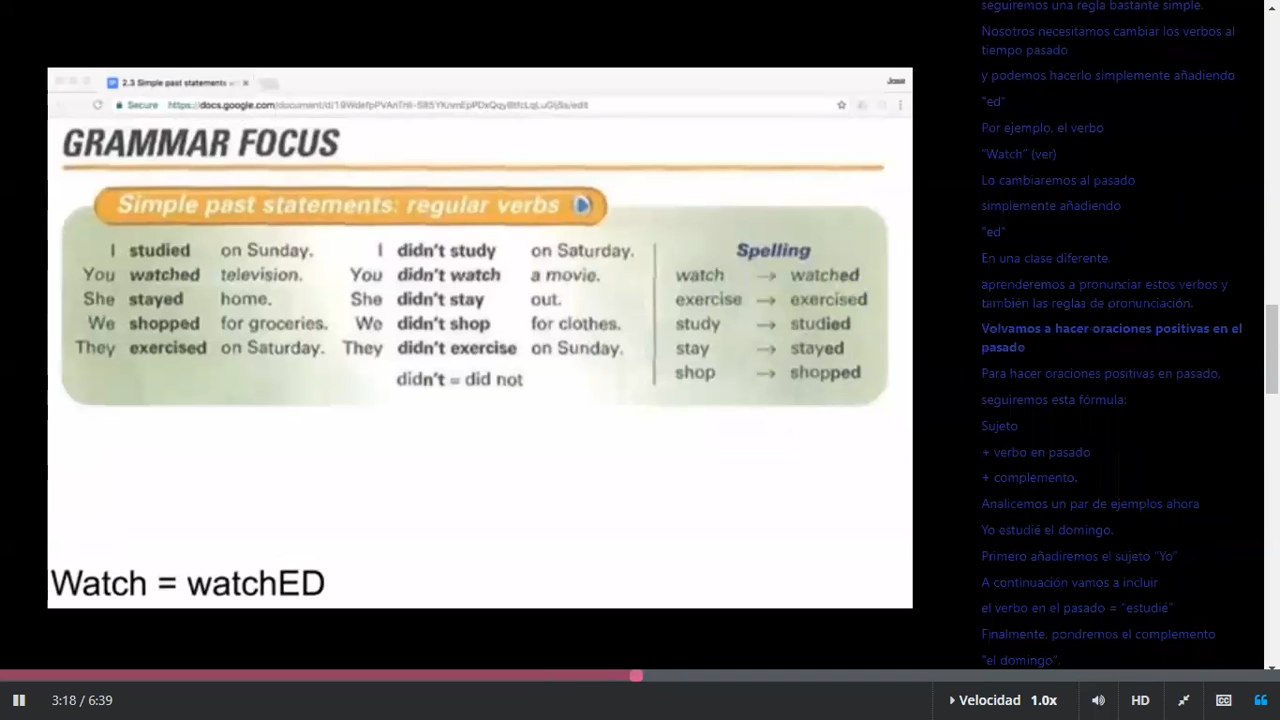 2.3 Simple past statements
Jose
Secure
GRAMMAR FOCUS
Simple past statements: regular verbs
I studied on Sunday. I didn't study on Saturday.
You watched television. You didn't watch a movie.
She stayed home. She didn't stay out.
We shopped for groceries. We didn't shop for clothes.
They exercised on Saturday. They didn't exercise on Sunday.
didn't = did not
Spelling
watch → watched
exercise → exercised
study → studied
stay → stayed
shop → shopped
Watch = watchED
seguiremos una regla bastante simple.
Nosotros necesitamos cambiar los verbos al
tiempo pasado
y podemos hacerlo simplemente añadiendo
"ed"
Por ejemplo, el verbo
"Watch" (ver)
Lo cambiaremos al pasado
simplemente añadiendo
"ed"
En una clase diferente,
aprenderemos a pronunciar estos verbos y
también las reglas de pronunciación.
Volvamos a hacer oraciones positivas en el
pasado
Para hacer oraciones positivas en pasado,
seguiremos esta fórmula:
Sujeto
+ verbo en pasado
+ complemento.
Analicemos un par de ejemplos ahora
Yo estudié el domingo.
Primero añadiremos el sujeto "Yo"
A continuación vamos a incluir
el verbo en el pasado = "estudié"
Finalmente, pondremos el complemento
"el domingo".
3:18 / 6:39
Velocidad 1.0x
HD
CC